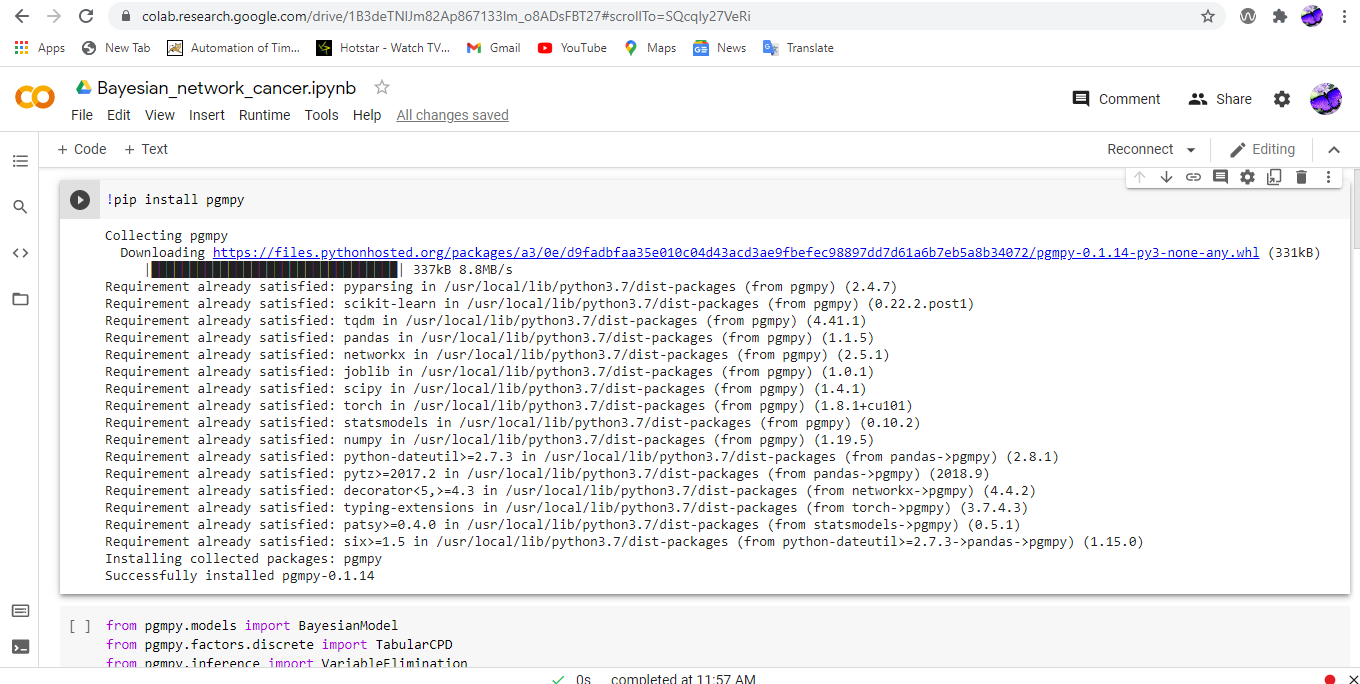 colab.research.google.com/drive/1B3deTNlJm82Ap867133lm_o8ADsFBT27#scrollTo=SQcqIy27VeRi
Apps New Tab Automation of Tim... Hotstar - Watch TV... Gmail YouTube Maps News Translate
Bayesian_network_cancer.ipynb
Comment Share
File Edit View Insert Runtime Tools Help All changes saved
+ Code + Text Reconnect Editing
!pip install pgmpy
Collecting pgmpy
Downloading https://files.pythonhosted.org/packages/a3/0e/d9fadbfaa35e010c04d43acd3ae9fbefec98897dd7d61a6b7eb5a8b34072/pgmpy-0.1.14-py3-none-any.whl (331kB)
|| 337kB 8.8MB/s
Requirement already satisfied: pyparsing in /usr/local/lib/python3.7/dist-packages (from pgmpy) (2.4.7)
Requirement already satisfied: scikit-learn in /usr/local/lib/python3.7/dist-packages (from pgmpy) (0.22.2.post1)
Requirement already satisfied: tqdm in /usr/local/lib/python3.7/dist-packages (from pgmpy) (4.41.1)
Requirement already satisfied: pandas in /usr/local/lib/python3.7/dist-packages (from pgmpy) (1.1.5)
Requirement already satisfied: networkx in /usr/local/lib/python3.7/dist-packages (from pgmpy) (2.5.1)
Requirement already satisfied: joblib in /usr/local/lib/python3.7/dist-packages (from pgmpy) (1.0.1)
Requirement already satisfied: scipy in /usr/local/lib/python3.7/dist-packages (from pgmpy) (1.4.1)
Requirement already satisfied: torch in /usr/local/lib/python3.7/dist-packages (from pgmpy) (1.8.1+cu101)
Requirement already satisfied: statsmodels in /usr/local/lib/python3.7/dist-packages (from pgmpy) (0.10.2)
Requirement already satisfied: numpy in /usr/local/lib/python3.7/dist-packages (from pgmpy) (1.19.5)
Requirement already satisfied: python-dateutil>=2.7.3 in /usr/local/lib/python3.7/dist-packages (from pandas->pgmpy) (2.8.1)
Requirement already satisfied: pytz>=2017.2 in /usr/local/lib/python3.7/dist-packages (from pandas->pgmpy) (2018.9)
Requirement already satisfied: decorator<5,>=4.3 in /usr/local/lib/python3.7/dist-packages (from networkx->pgmpy) (4.4.2)
Requirement already satisfied: typing-extensions in /usr/local/lib/python3.7/dist-packages (from torch->pgmpy) (3.7.4.3)
Requirement already satisfied: patsy>=0.4.0 in /usr/local/lib/python3.7/dist-packages (from statsmodels->pgmpy) (0.5.1)
Requirement already satisfied: six>=1.5 in /usr/local/lib/python3.7/dist-packages (from python-dateutil>=2.7.3->pandas->pgmpy) (1.15.0)
Installing collected packages: pgmpy
Successfully installed pgmpy-0.1.14
[ ] from pgmpy.models import BayesianModel
from pgmpy.factors.discrete import TabularCPD
from pgmpy.inference import VariableElimination
0s completed at 11:57 AM